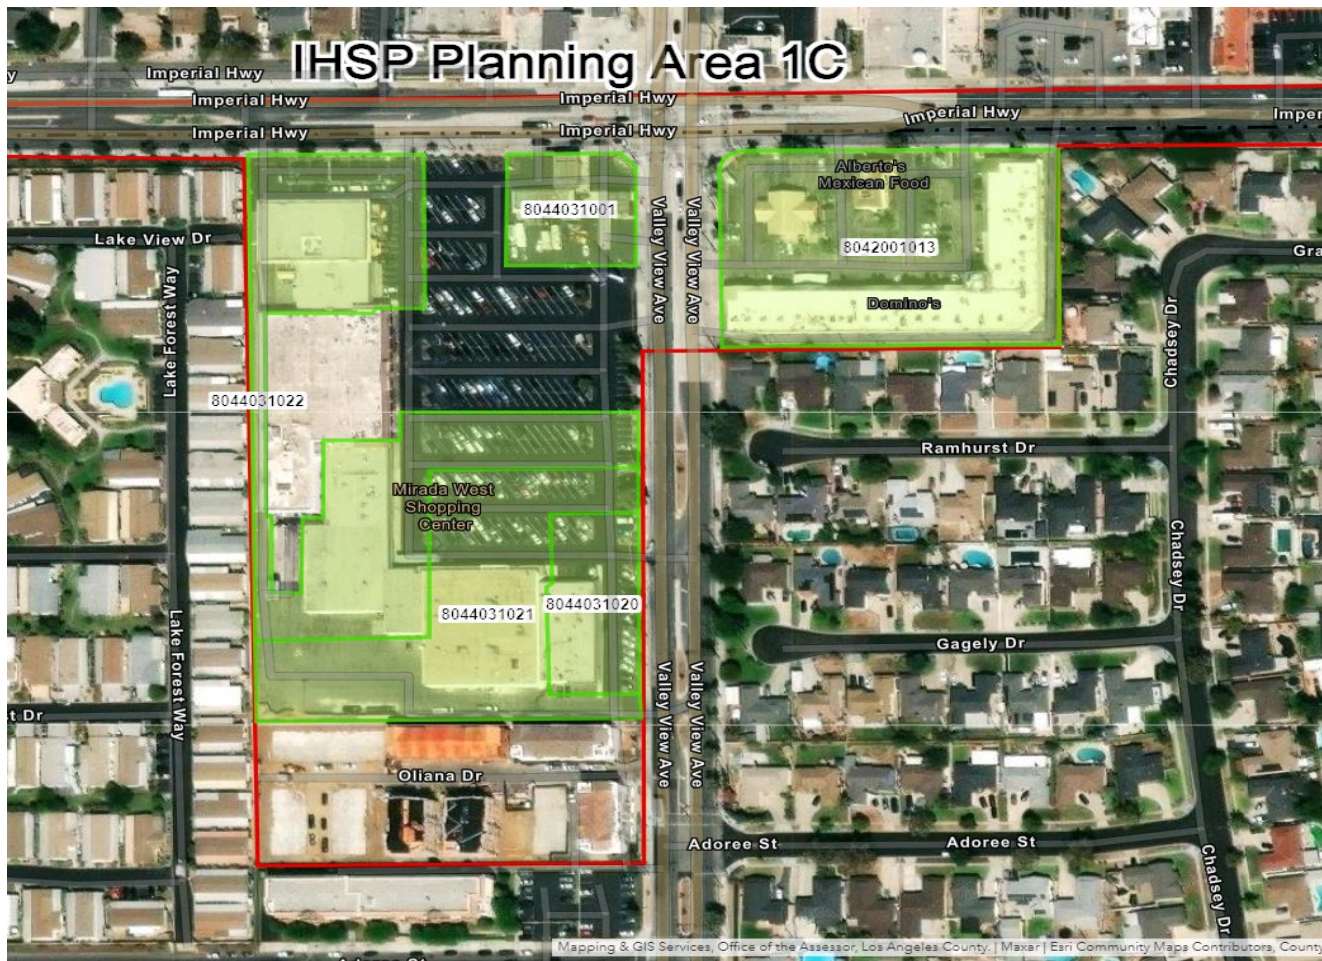 IHSP Planning Area 1C
y
Imperial Hwy
Imperial Hwy
Imperial Hwy
Imperial Hwy
Imper
Imperial Hwy
Imperial Hwy
Alberto's
Mexican Food
8044031001
Valley View Ave
Valley View Ave
Lake View Dr
8042001013
Gra
Lake Forest Way
Domino's
Chadsey Dr
8044031022
Ramhurst Dr
Mirada West
Shopping
Center
Chadsey Dr
8044031021
8044031020
Lake Forest Way
Gagely Dr
Valley View Ave
Valley View Ave
t Dr
Oliana Dr
Adoree St
Adoree St
Chadsey Dr
Mapping & GIS Services, Office of the Assessor, Los Angeles County. | Maxar | Esri Community Maps Contributors, County